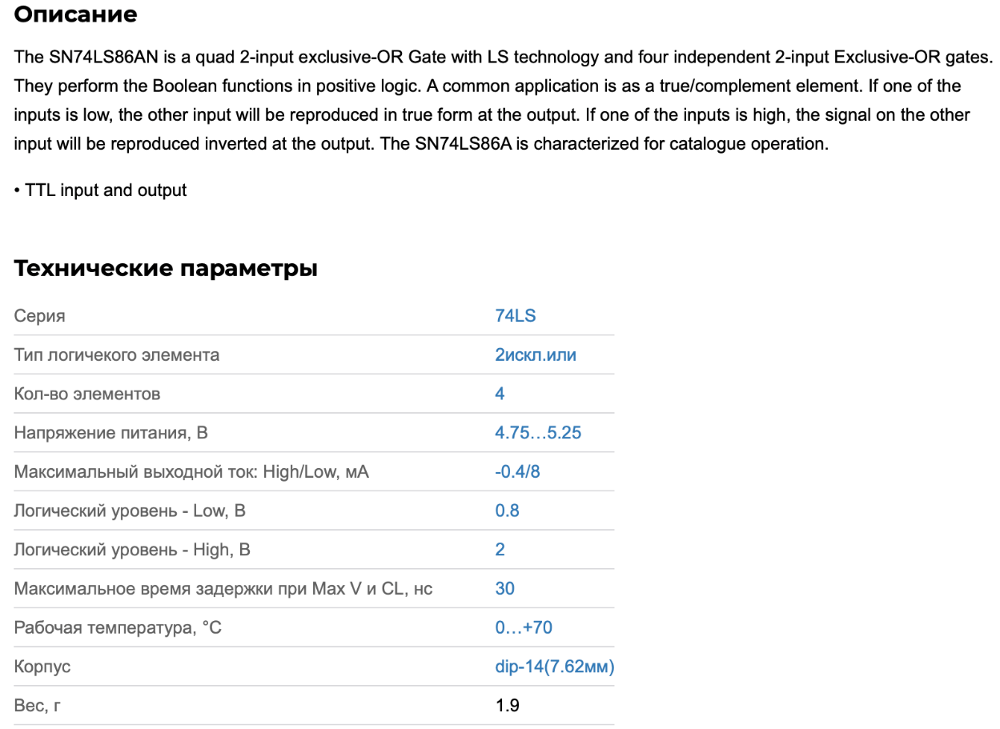 Описание
The SN74LS86AN is a quad 2-input exclusive-OR Gate with LS technology and four independent 2-input Exclusive-OR gates.
They perform the Boolean functions in positive logic. A common application is as a true/complement element. If one of the
inputs is low, the other input will be reproduced in true form at the output. If one of the inputs is high, the signal on the other
input will be reproduced inverted at the output. The SN74LS86A is characterized for catalogue operation.
• TTL input and output
Технические параметры
Серия 74LS
Тип логичекого элемента 2искл.или
Кол-во элементов 4
Напряжение питания, В 4.75…5.25
Максимальный выходной ток: High/Low, мА -0.4/8
Логический уровень - Low, В 0.8
Логический уровень - High, В 2
Максимальное время задержки при Max V и CL, нс 30
Рабочая температура, °C 0…+70
Корпус dip-14(7.62мм)
Вес, г 1.9